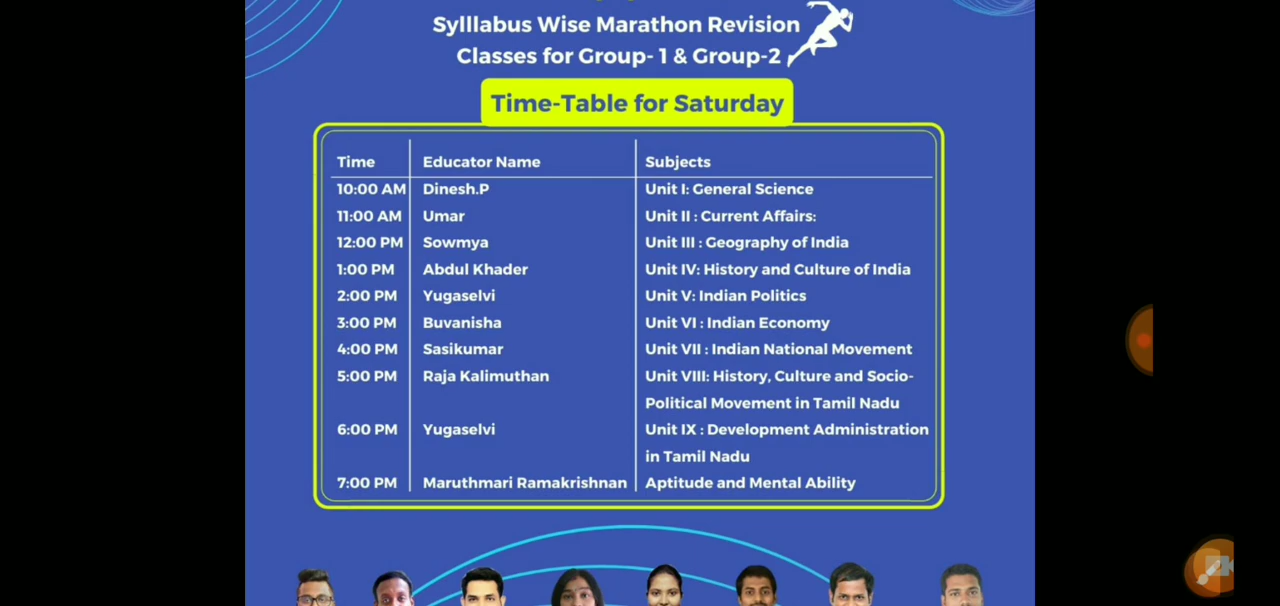 Sylllabus Wise Marathon Revision
Classes for Group- 1 & Group-2
Time-Table for Saturday
Time Educator Name Subjects
10:00 AM Dinesh.P Unit I: General Science
11:00 AM Umar Unit II : Current Affairs:
12:00 PM Sowmya Unit III : Geography of India
1:00 PM Abdul Khader Unit IV: History and Culture of India
2:00 PM Yugaselvi Unit V: Indian Politics
3:00 PM Buvanisha Unit VI : Indian Economy
4:00 PM Sasikumar Unit VII : Indian National Movement
5:00 PM Raja Kalimuthan Unit VIII: History, Culture and Socio-
Political Movement in Tamil Nadu
6:00 PM Yugaselvi Unit IX : Development Administration
in Tamil Nadu
7:00 PM Maruthmari Ramakrishnan Aptitude and Mental Ability